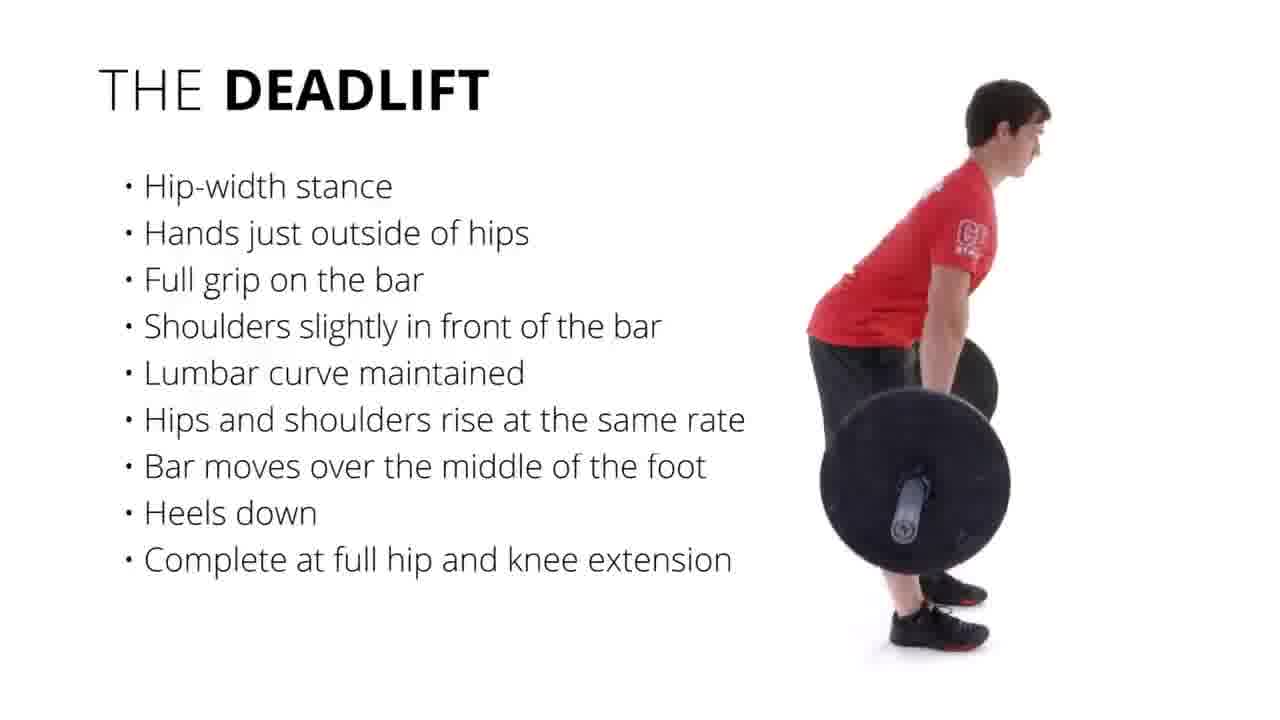 THE DEADLIFT
• Hip-width stance
• Hands just outside of hips
• Full grip on the bar
• Shoulders slightly in front of the bar
• Lumbar curve maintained
• Hips and shoulders rise at the same rate
• Bar moves over the middle of the foot
• Heels down
• Complete at full hip and knee extension